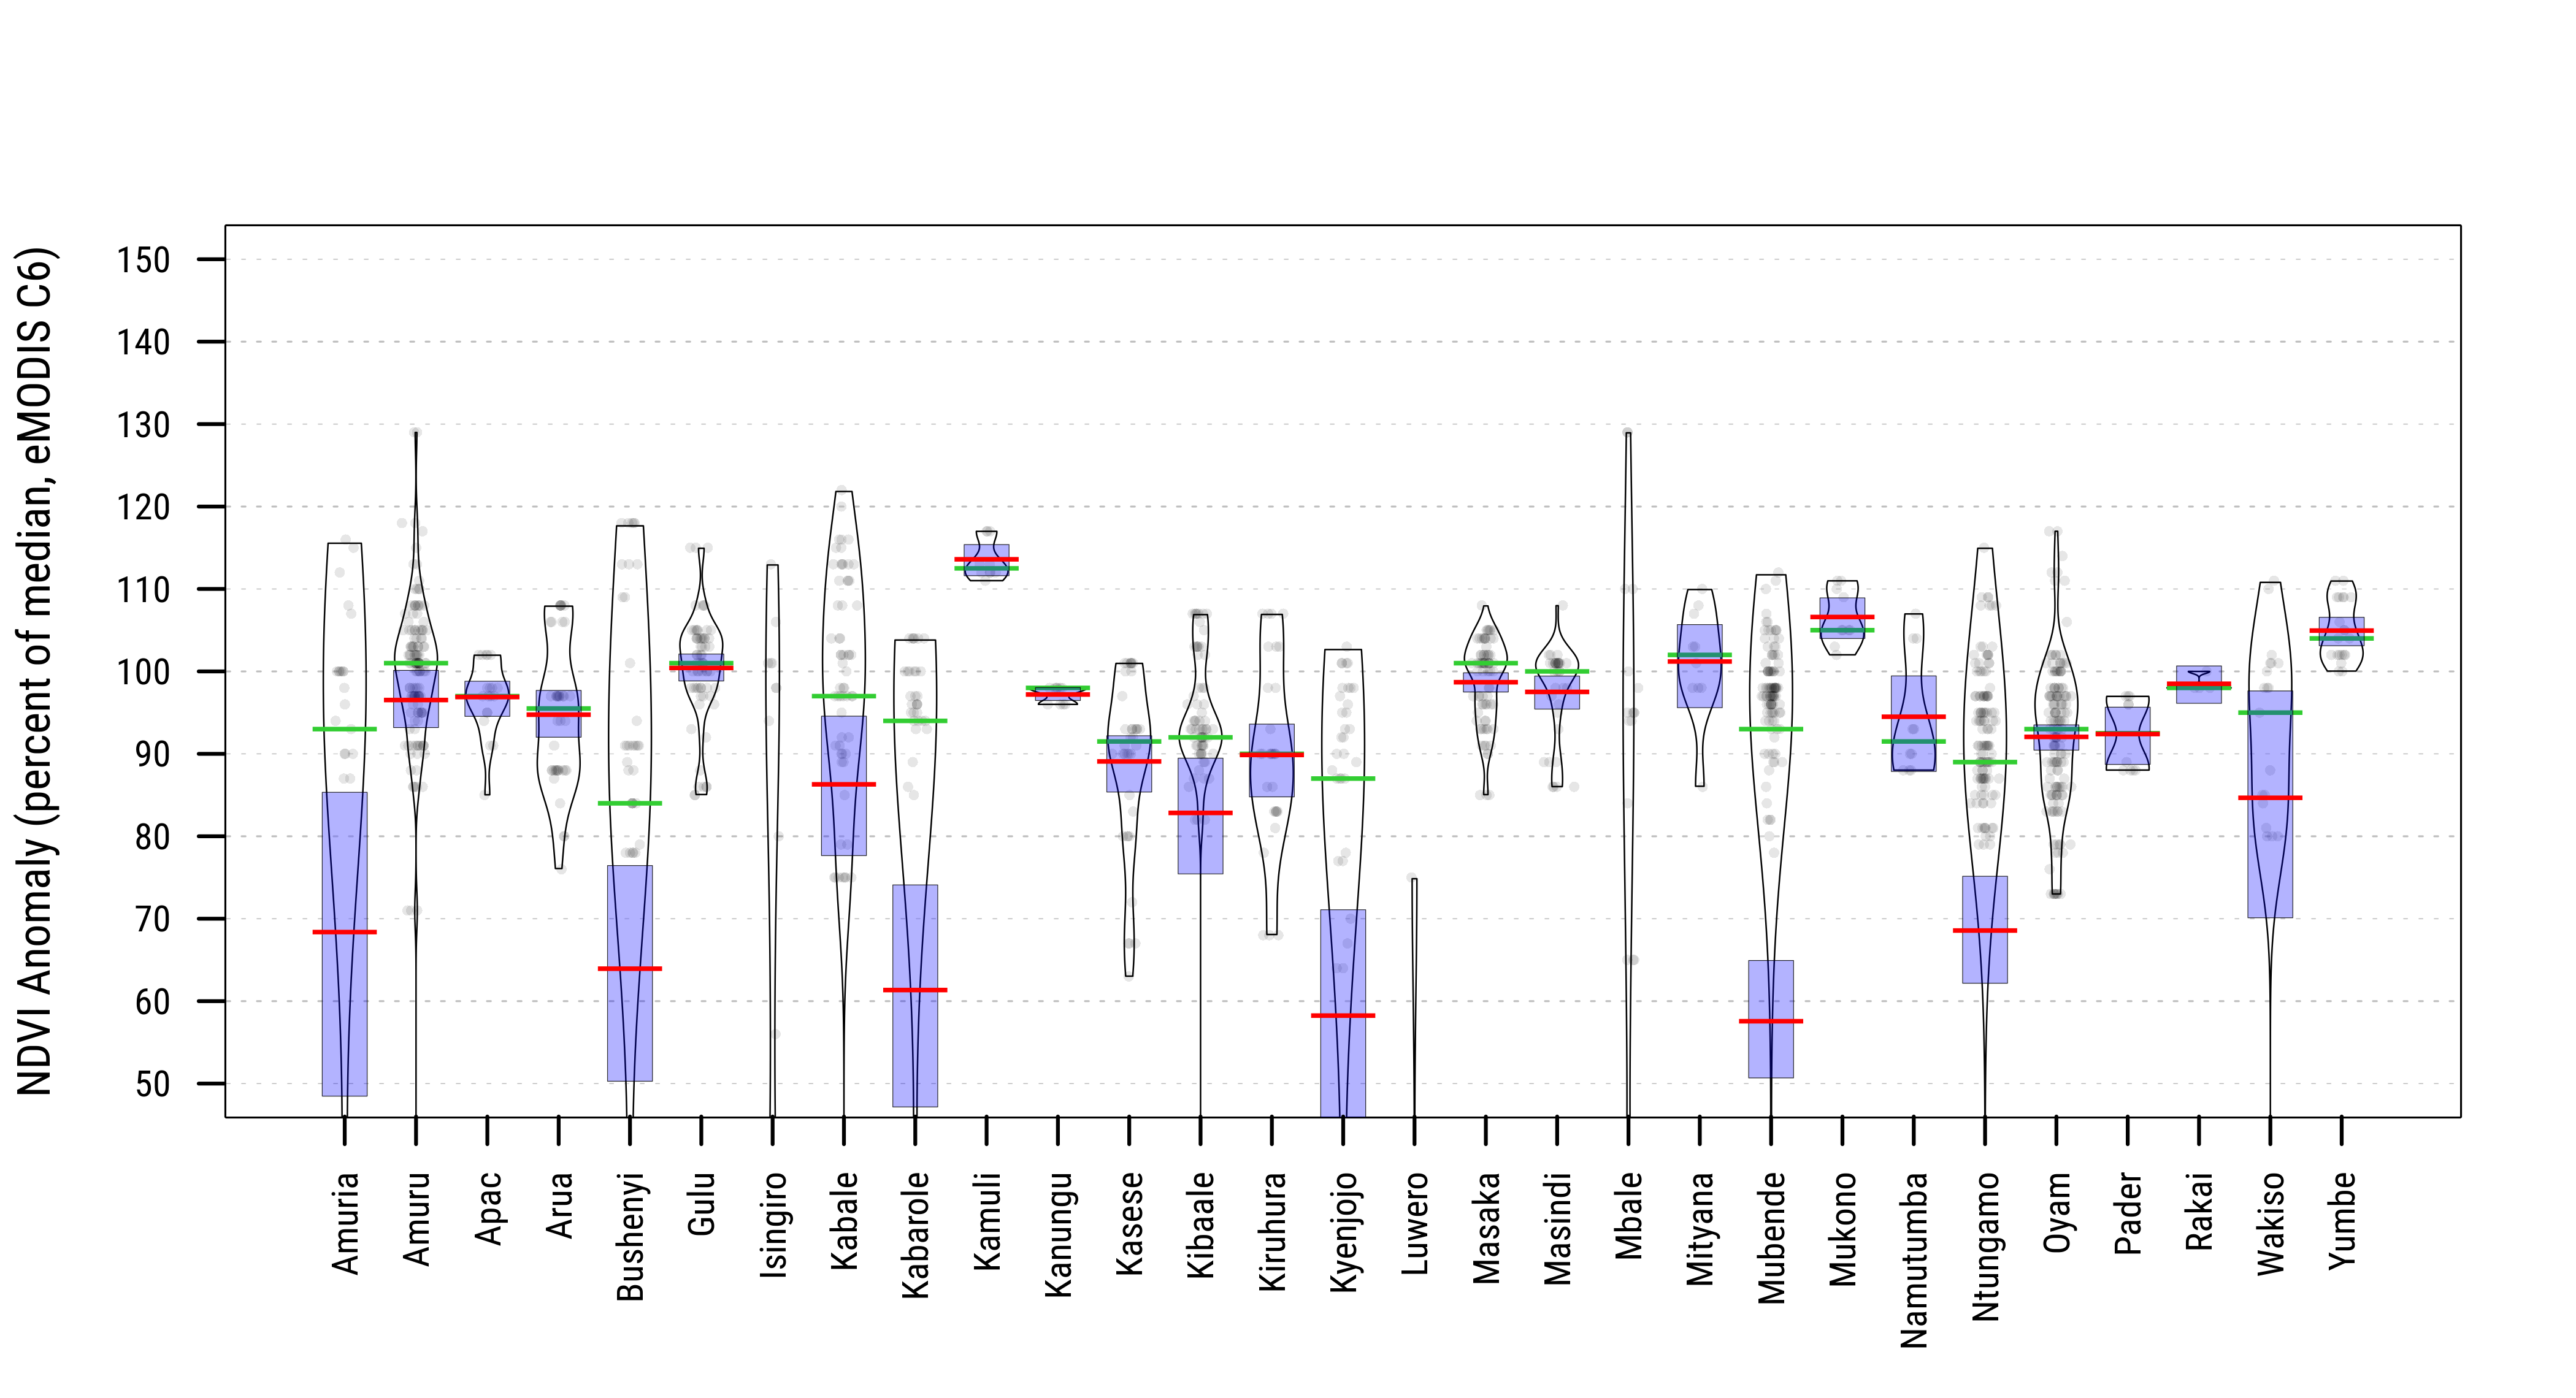 NDVI Anomaly (percent of median, eMODIS C6)
150
140
130
120
110
100
90
80
70
60
50
Amuria
Amuru
Apac
Arua
Bushenyi
Gulu
Isingiro
Kabale
Kabarole
Kamuli
Kanungu
Kasese
Kibaale
Kiruhura
Kyenjojo
Luwero
Masaka
Masindi
Mbale
Mityana
Mubende
Mukono
Namutumba
Ntungamo
Oyam
Pader
Rakai
Wakiso
Yumbe